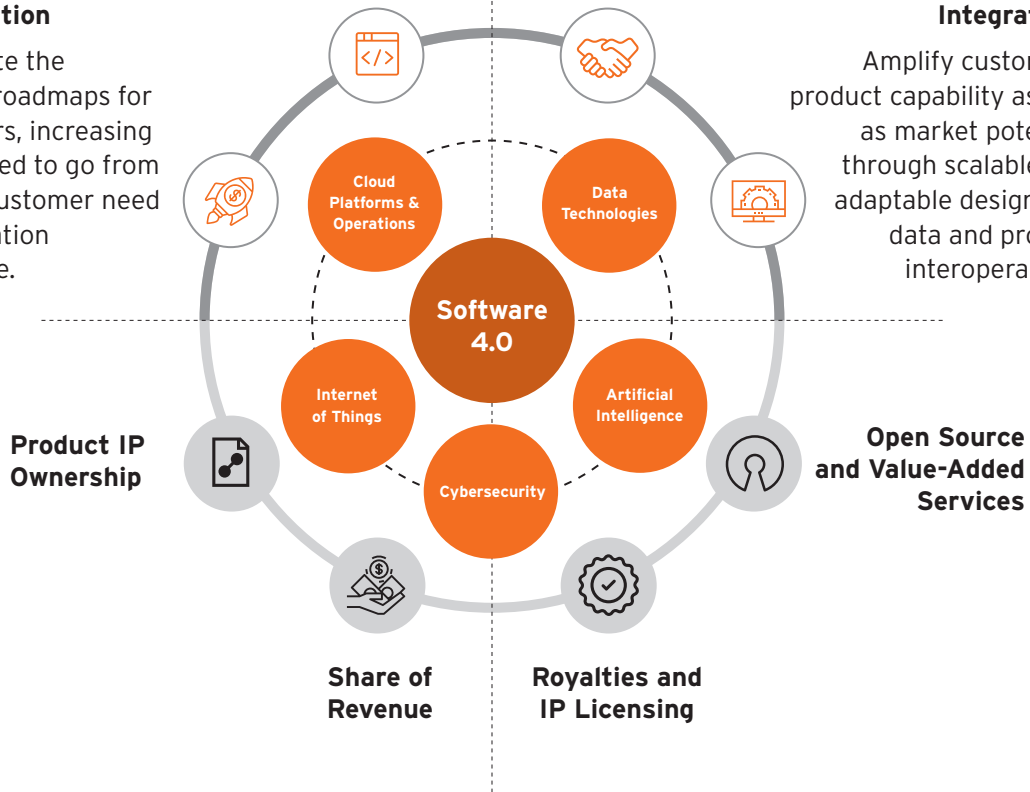 tion
te the
roadmaps for
rs, increasing
ed to go from
ustomer need
ation
e.
Integrat
Amplify custom
product capability as
as market pote
through scalable
adaptable design
data and pro
interopera
</>
$
Cloud
Platforms &
Operations
Data
Technologies
Software
4.0
Internet
of Things
Artificial
Intelligence
Cybersecurity
Product IP
Ownership
Open Source
and Value-Added
Services
$
Share of
Revenue
Royalties and
IP Licensing